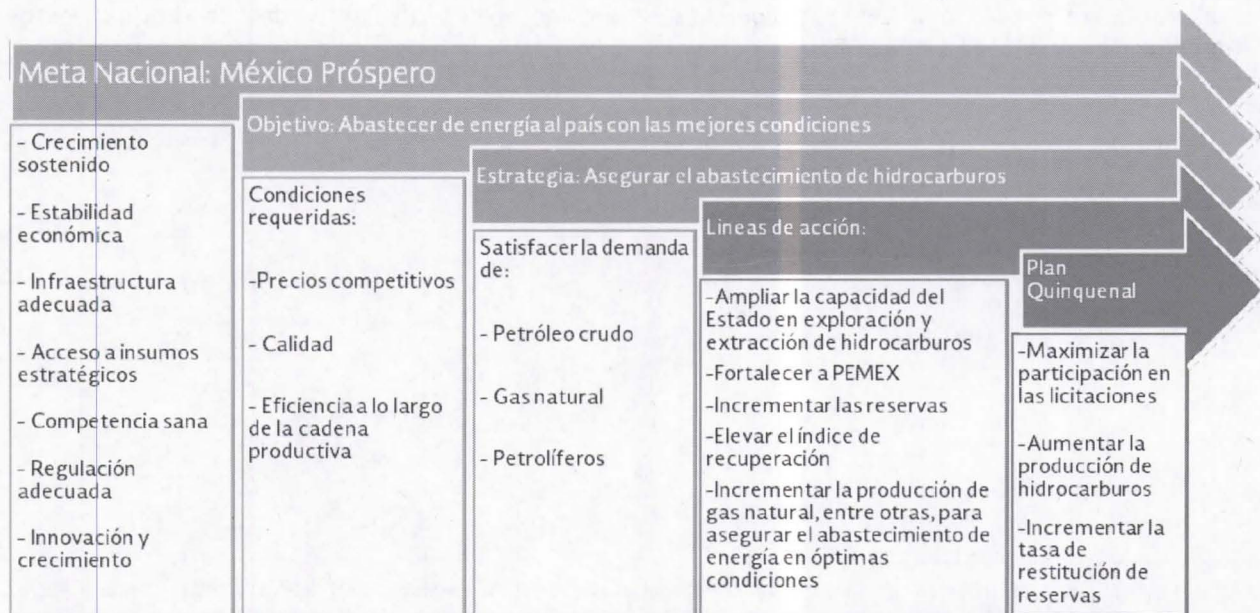 Meta Nacional: México Próspero
- Crecimiento
sostenido
- Estabilidad
económica
- Infraestructura
adecuada
- Acceso a insumos
estratégicos
- Competencia sana
- Regulación
adecuada
- Innovación y
crecimiento
Objetivo: Abastecer de energía al país con las mejores condiciones
Condiciones
requeridas:
-Precios competitivos
- Calidad
- Eficiencia a lo largo
de la cadena
productiva
Estrategia: Asegurar el abastecimiento de hidrocarburos
Satisfacer la demanda
de:
- Petróleo crudo
- Gas natural
- Petrolíferos
Lineas de acción:
-Ampliar la capacidad del
Estado en exploración y
extracción de hidrocarburos
-Fortalecer a PEMEX
-Incrementar las reservas
-Elevar el índice de
recuperación
-Incrementar la producción de
gas natural, entre otras, para
asegurar el abastecimiento de
energía en óptimas
condiciones
Plan
Quinquenal
-Maximizar la
participación en
las licitaciones
-Aumentar la
producción de
hidrocarburos
-Incrementar la
tasa de
restitución de
reservas